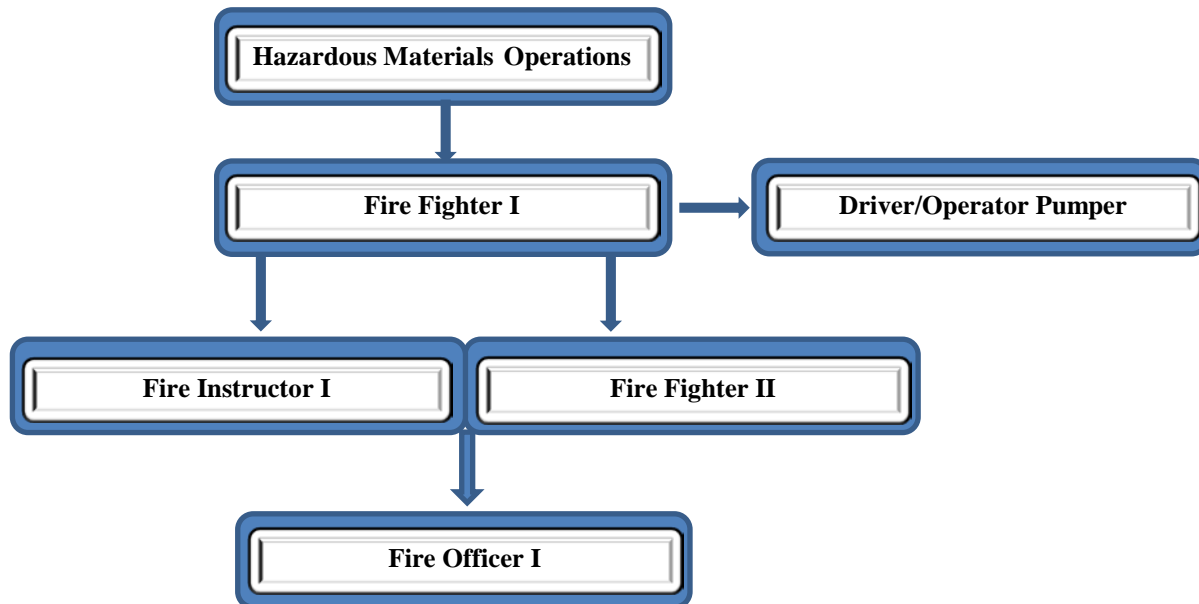 Hazardous Materials Operations
Fire Fighter I
Driver/Operator Pumper
Fire Instructor I
Fire Fighter II
Fire Officer I